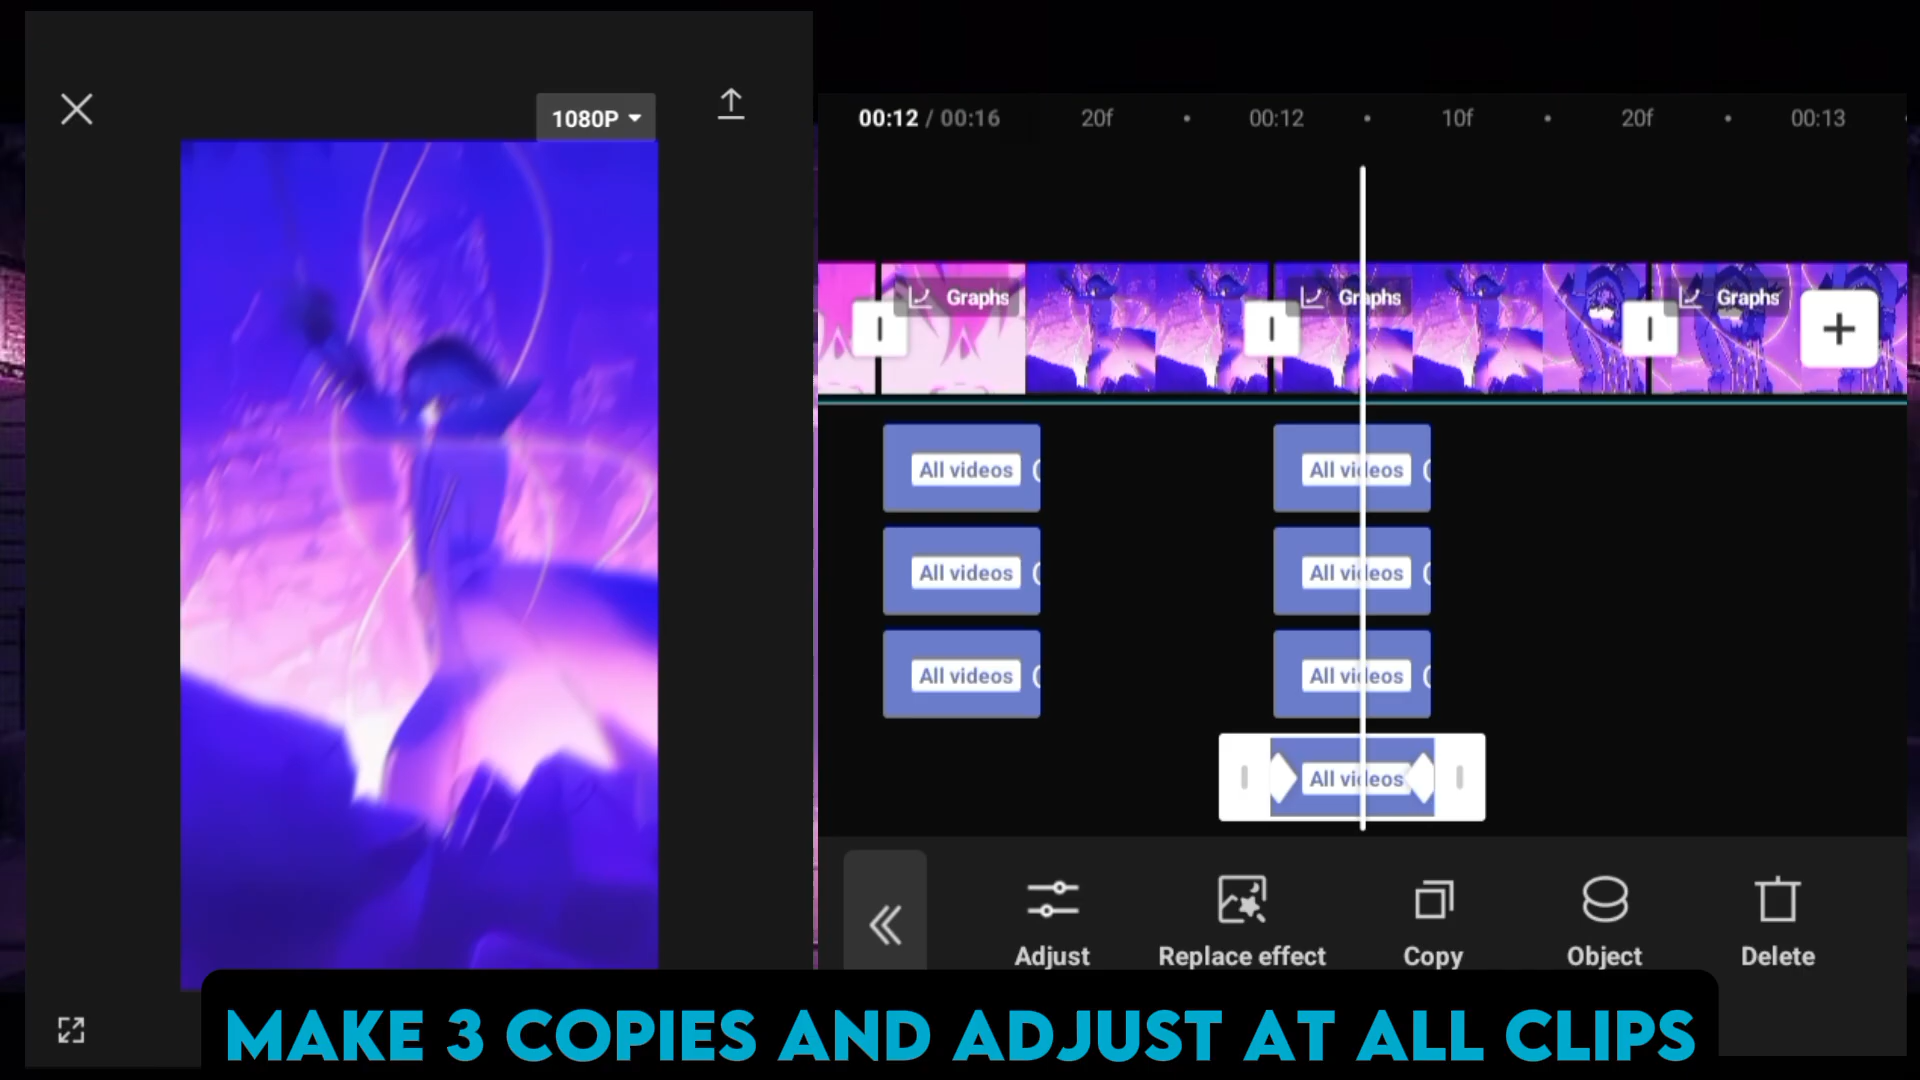 1080P
00:12 / 00:16 20f 00:12 10f 20f 00:13
Graphs Graphs Graphs
All videos All videos
All videos All videos
All videos All videos
All videos
Adjust Replace effect Copy Object Delete
MAKE 3 COPIES AND ADJUST AT ALL CLIPS